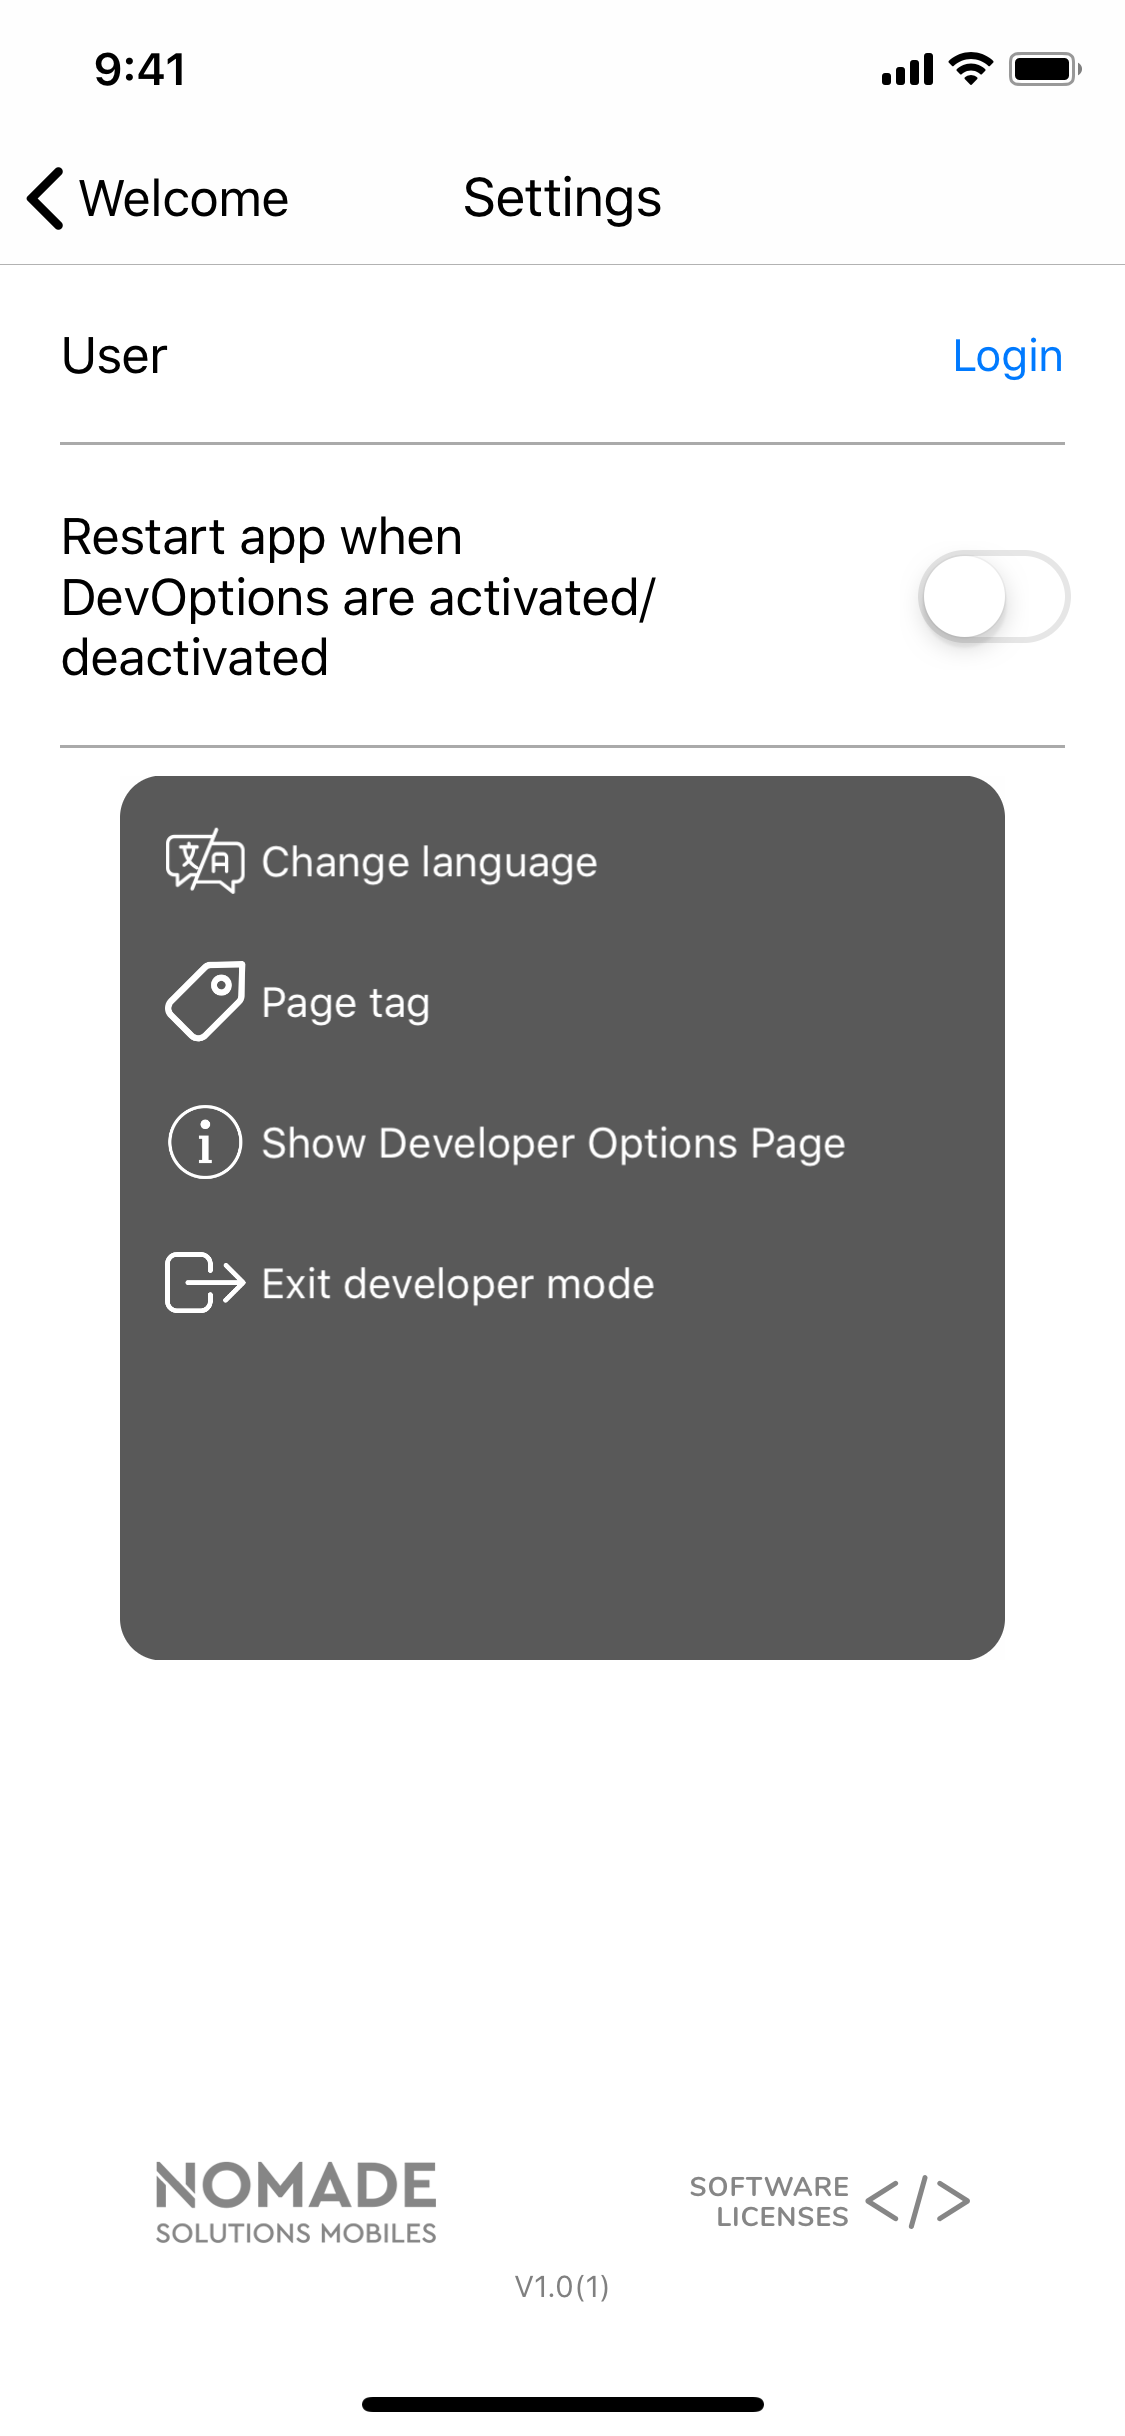 9:41
Welcome
Settings
User
Login
Restart app when
DevOptions are activated/
deactivated
文 A
Change language
Page tag
i
Show Developer Options Page
Exit developer mode
NOMADE
SOLUTIONS MOBILES
SOFTWARE
LICENSES
</>
V1.0(1)